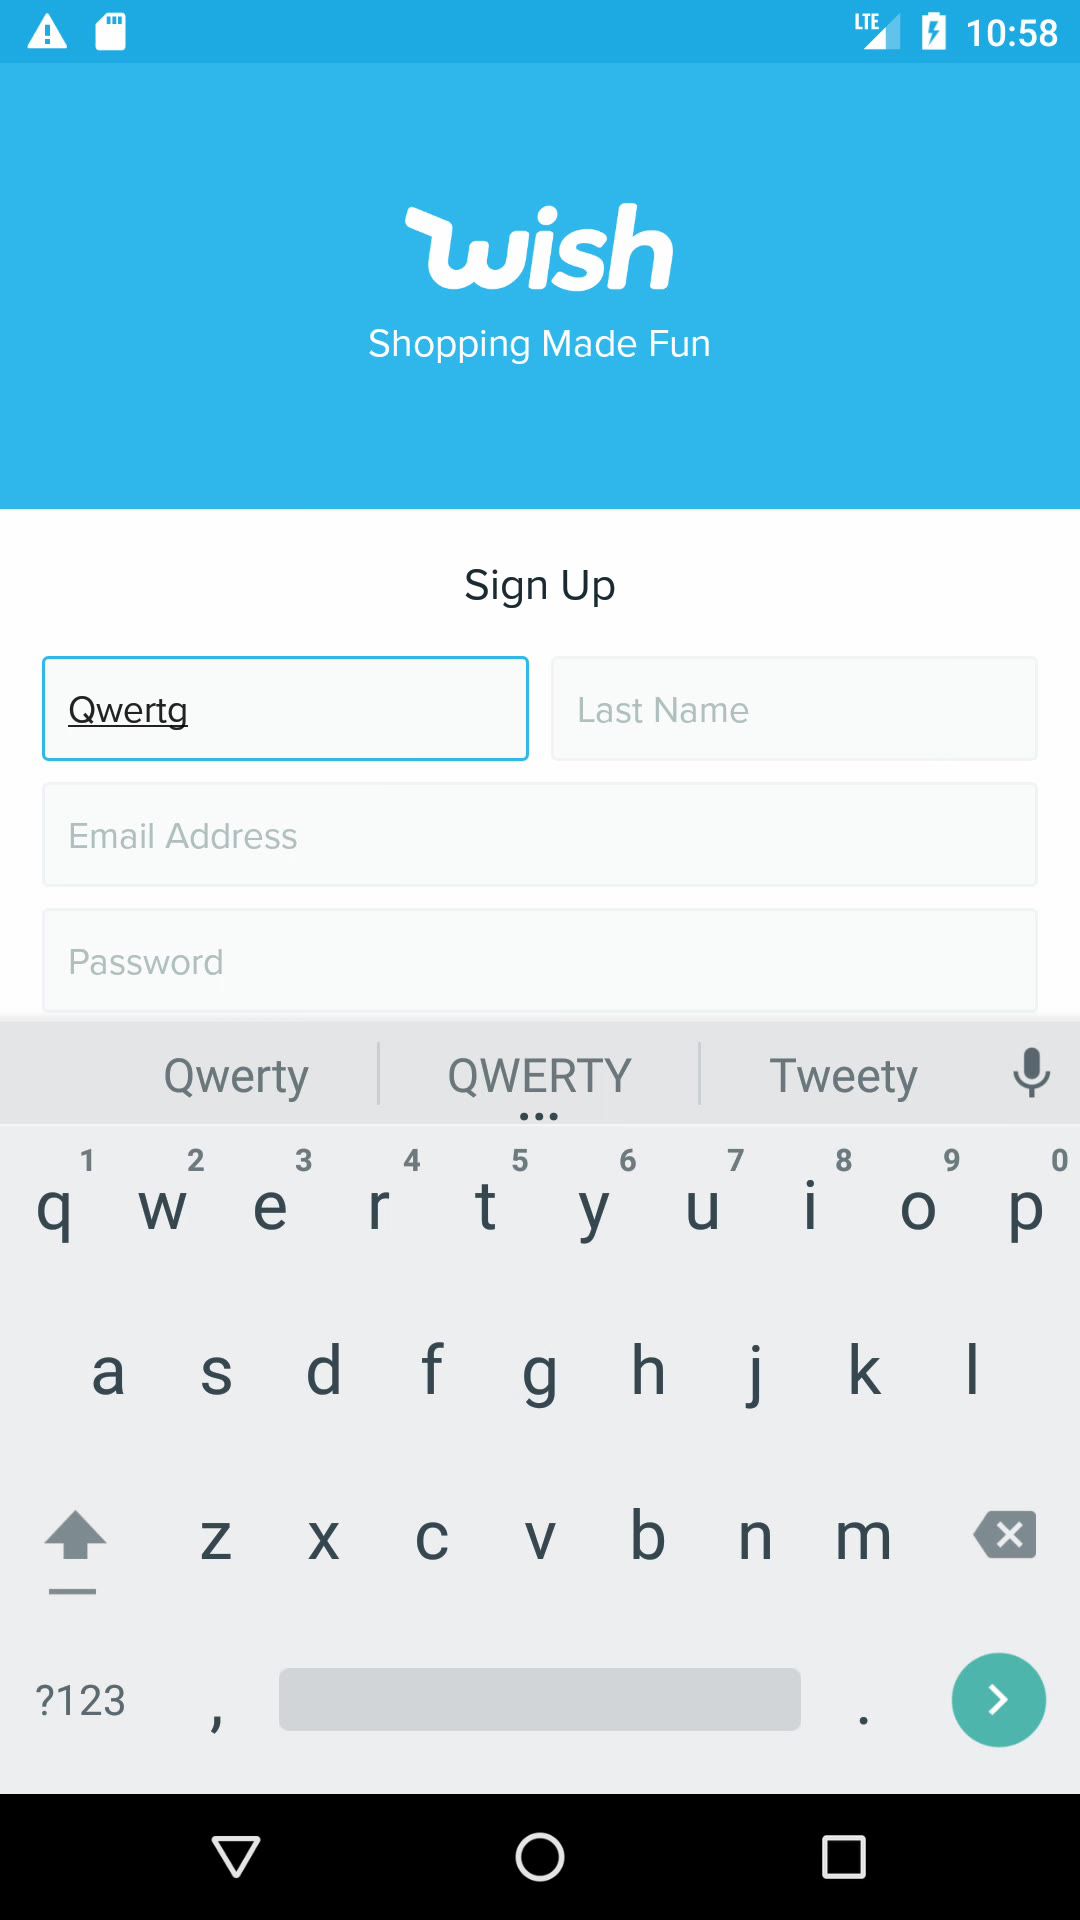 LTE 10:58
wish
Shopping Made Fun
Sign Up
Qwertg Last Name
Email Address
Password
Qwerty QWERTY Tweety
1 2 3 4 5 6 7 8 9 0
q w e r t y u i o p
a s d f g h j k l
z x c v b n m
?123 , .